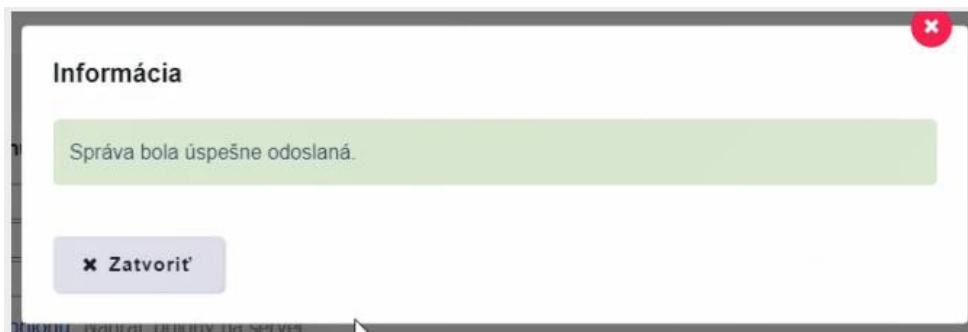 Informácia
Správa bola úspešne odoslaná.
✖ Zatvoriť